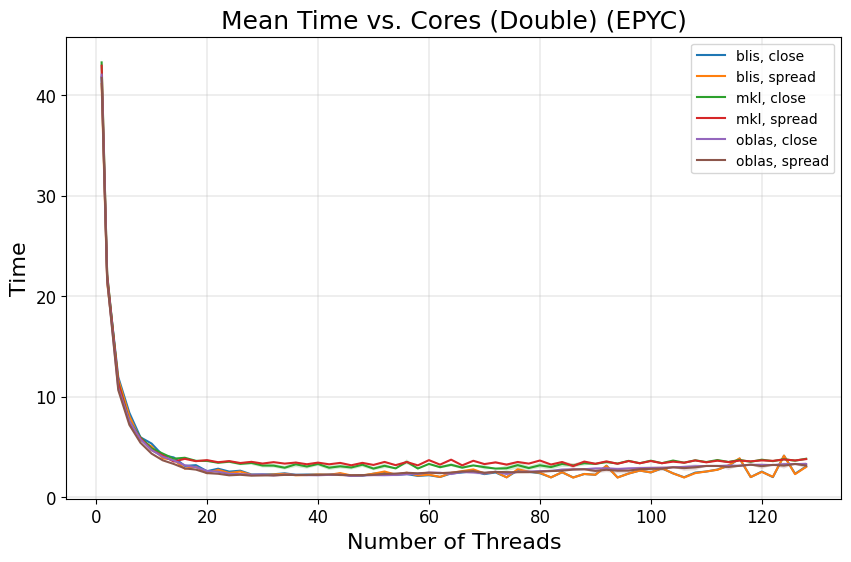 Mean Time vs. Cores (Double) (EPYC)
blis, close
blis, spread
mkl, close
mkl, spread
oblas, close
oblas, spread
Time
40
30
20
10
0
0 20 40 60 80 100 120
Number of Threads